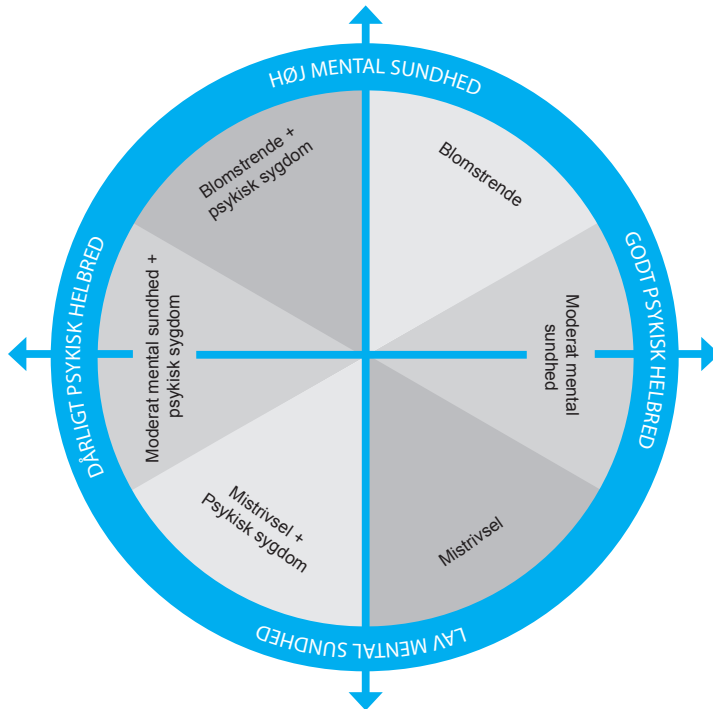 HØJ MENTAL SUNDHED
Blomstrende +
psykisk sygdom
Blomstrende
DÅRLIGT PSYKISK HELBRED
GODT PSYKISK HELBRED
Moderat mental sundhed +
psykisk sygdom
Moderat mental
sundhed
Mistrivsel +
Psykisk sygdom
Mistrivsel
LAV MENTAL SUNDHED